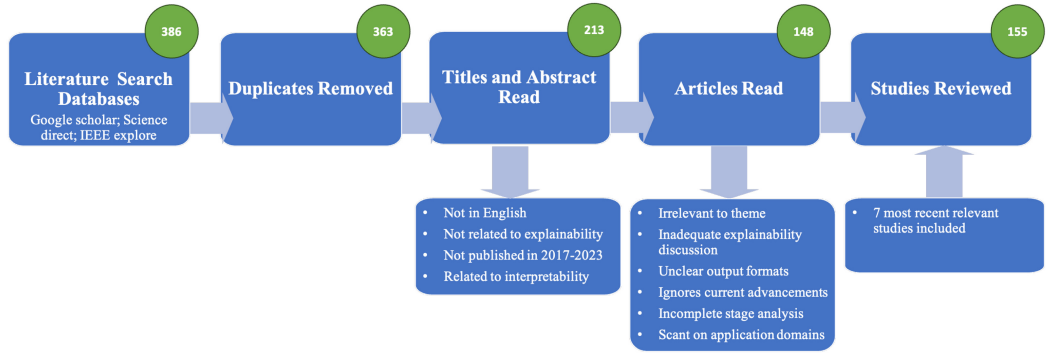 386
Literature Search
Databases
Google scholar; Science
direct; IEEE explore
363
Duplicates Removed
213
Titles and Abstract
Read
148
Articles Read
155
Studies Reviewed
• Not in English
• Not related to explainability
• Not published in 2017-2023
• Related to interpretability
• Irrelevant to theme
• Inadequate explainability
discussion
• Unclear output formats
• Ignores current advancements
• Incomplete stage analysis
• Scant on application domains
• 7 most recent relevant
studies included